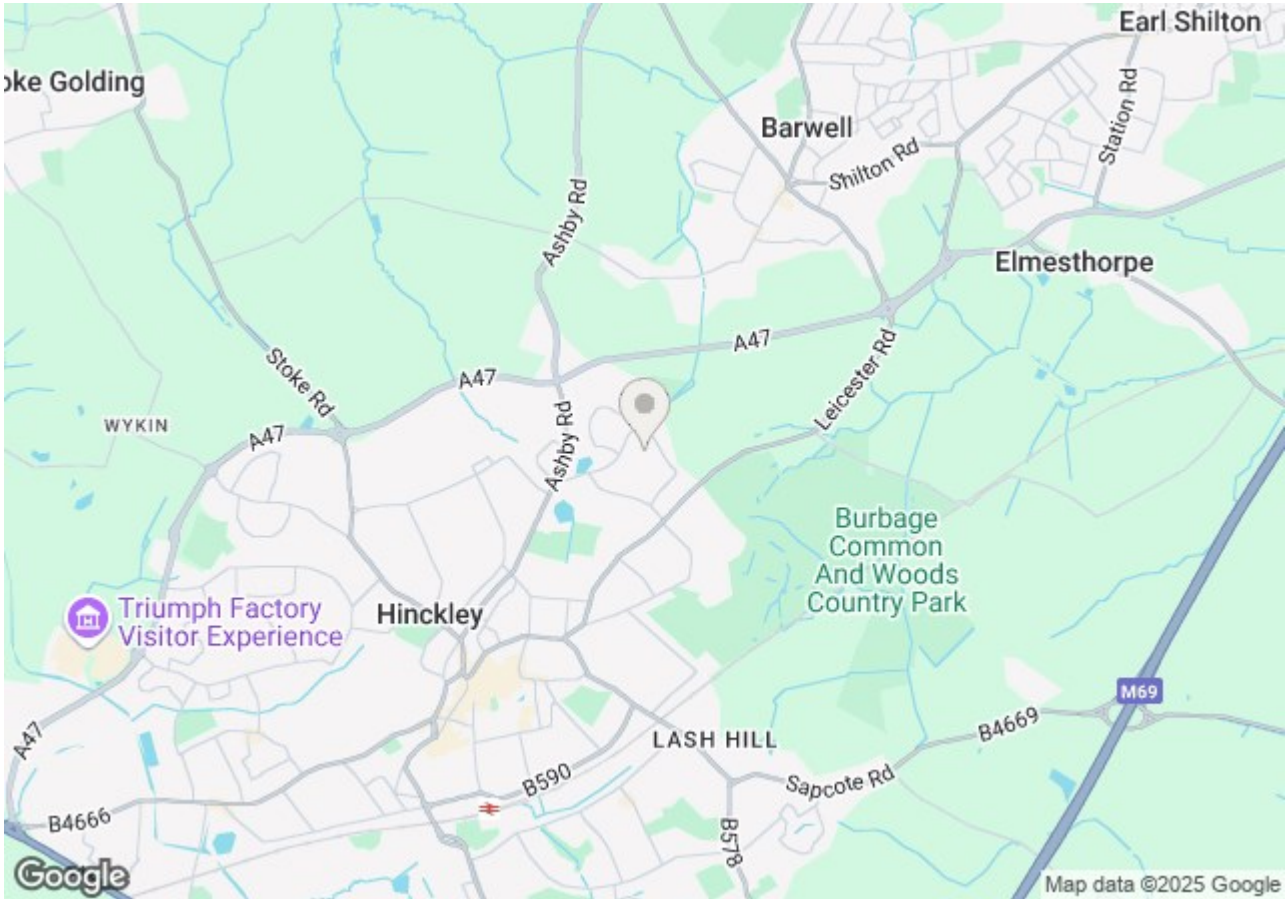 Earl Shilton
oke Golding
Barwell
Station Rd
Shilton Rd
Ashby Rd
Elmesthorpe
A47
Stoke Rd
A47
Leicester Rd
WYKIN
A47
Ashby Rd
Burbage
Common
And Woods
Country Park
Triumph Factory
Visitor Experience
Hinckley
M69
A47
LASH HILL
B4669
B590
Sapcote Rd
B4666
B578
Google
Map data ©2025 Google